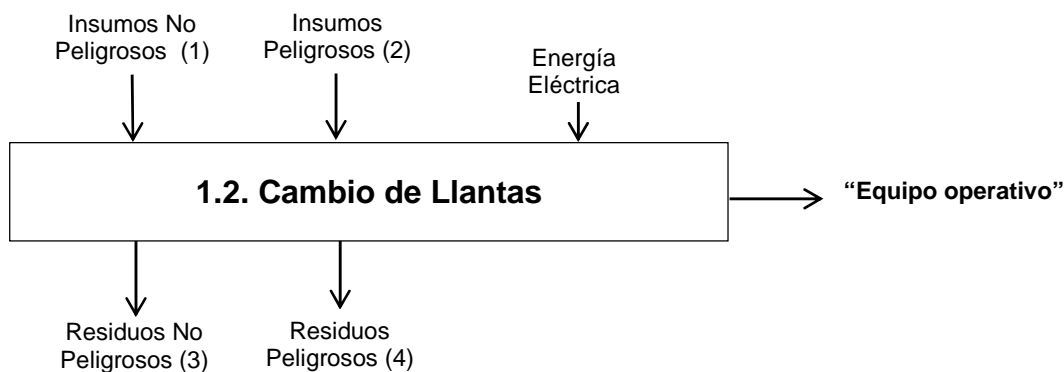 Insumos No
Peligrosos (1)
Insumos
Peligrosos (2)
Energía
Eléctrica
1.2. Cambio de Llantas
“Equipo operativo”
Residuos No
Peligrosos (3)
Residuos
Peligrosos (4)